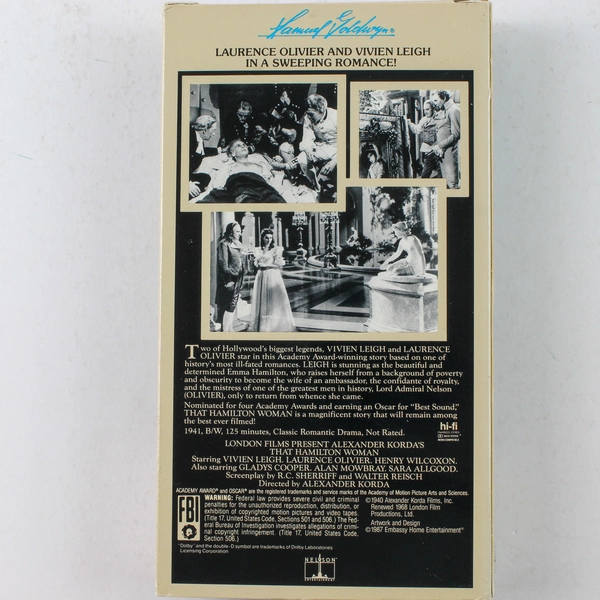 Samuel Goldwyn®
LAURENCE OLIVIER AND VIVIEN LEIGH
IN A SWEEPING ROMANCE!
Two of Hollywood's biggest legends, VIVIEN LEIGH and LAURENCE
OLIVIER star in this Academy Award-winning story based on one of
history's most ill-fated romances. LEIGH is stunning as the beautiful and
determined Emma Hamilton, who raises herself from a background of poverty
and obscurity to become the wife of an ambassador, the confidante of royalty,
and the mistress of one of the greatest men in history, Lord Admiral Nelson
(OLIVIER), only to return from whence she came.
Nominated for four Academy Awards and earning an Oscar for "Best Sound,"
THAT HAMILTON WOMAN is a magnificent story that will remain among
the best ever filmed!
hi-fi
1941, B/W, 125 minutes, Classic Romantic Drama, Not Rated.
LONDON FILMS PRESENT ALEXANDER KORDA'S
THAT HAMILTON WOMAN
Starring VIVIEN LEIGH. LAURENCE OLIVIER. HENRY WILCOXON.
Also starring GLADYS COOPER. ALAN MOWBRAY. SARA ALLGOOD.
Screenplay by R.C. SHERRIFF and WALTER REISCH
Directed by ALEXANDER KORDA
ACADEMY AWARD® and OSCAR® are the registered trademarks and service marks of the Academy of Motion Picture Arts and Sciences.
FBI
WARNING: Federal law provides severe civil and criminal
penalties for the unauthorized reproduction, distribution, or
exhibition of copyrighted motion pictures and video tapes.
(Title 17, United States Code, Sections 501 and 506.) The Fed-
eral Bureau of Investigation investigates allegations of crimi-
nal copyright infringement. (Title 17, United States Code,
Section 506.)
"Dolby" and the double-D symbol are trademarks of Dolby Laboratories
Licensing Corporation
©1940 Alexander Korda Films, Inc.
Renewed 1968 London Film
Productions, Ltd.
Artwork and Design
©1987 Embassy Home Entertainment®
NELSON
ENTERTAINMENT